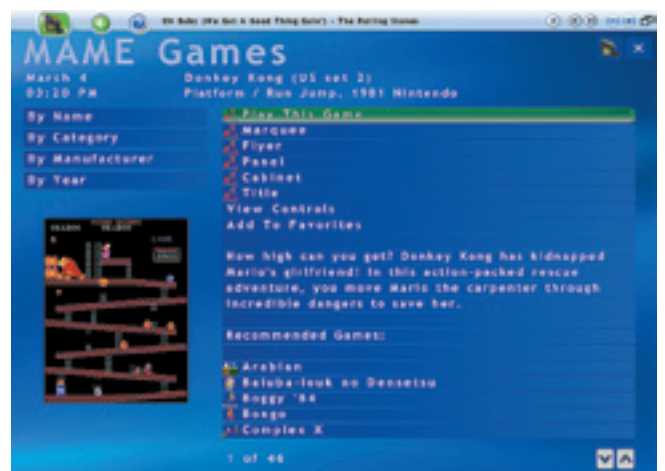 Oh Baby (We Got A Good Thing Goin') - The Rolling Stones
MAME Games
March 4
03:20 PM
Donkey Kong (US set 2)
Platform / Run Jump, 1981 Nintendo
By Name
By Category
By Manufacturer
By Year
Play This Game
Marquee
Flyer
Panel
Cabinet
Title
View Controls
Add To Favorites
How high can you get? Donkey Kong has kidnapped
Mario's girlfriend! In this action-packed rescue
adventure, you move Mario the carpenter through
incredible dangers to save her.
Recommended Games:
Arabian
Baluba-louk no Densetsu
Boggy '84
Bongo
Complex X
1 of 46